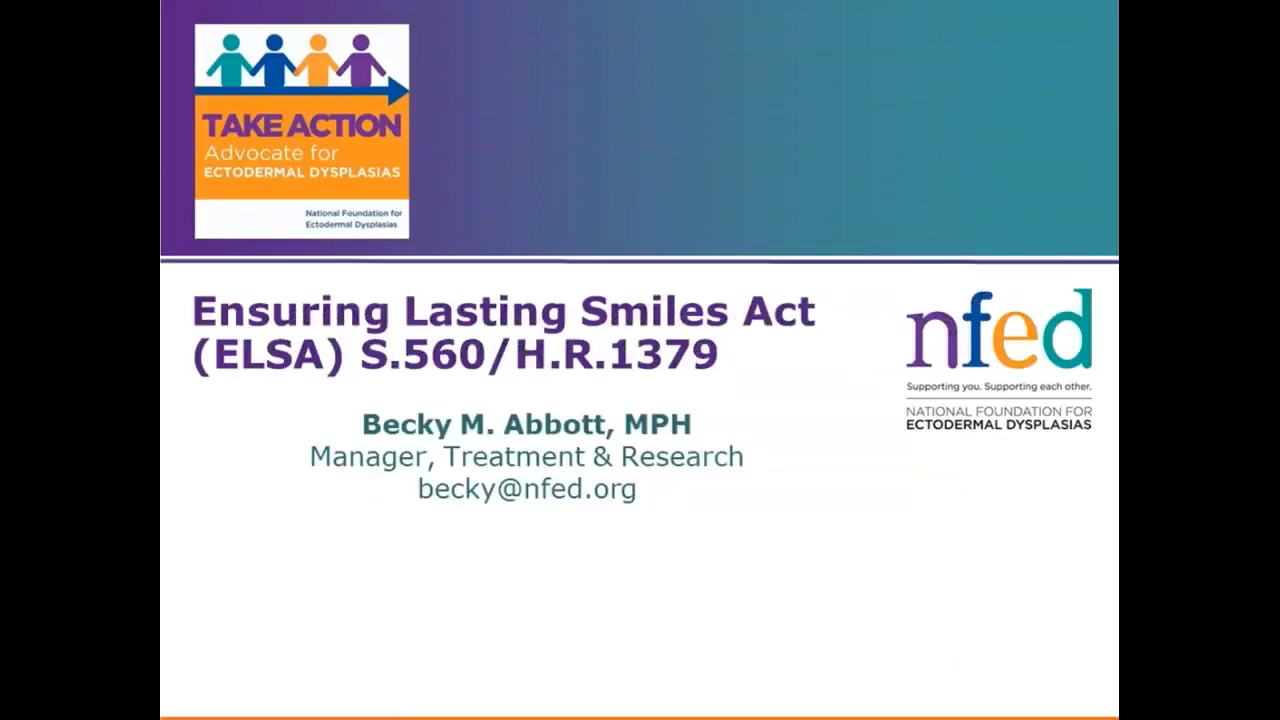 TAKE ACTION
Advocate for
ECTODERMAL DYSPLASIAS
National Foundation for
Ectodermal Dysplasias
Ensuring Lasting Smiles Act
(ELSA) S.560/H.R.1379
Becky M. Abbott, MPH
Manager, Treatment & Research
becky@nfed.org
nfed
Supporting you. Supporting each other.
NATIONAL FOUNDATION FOR
ECTODERMAL DYSPLASIAS